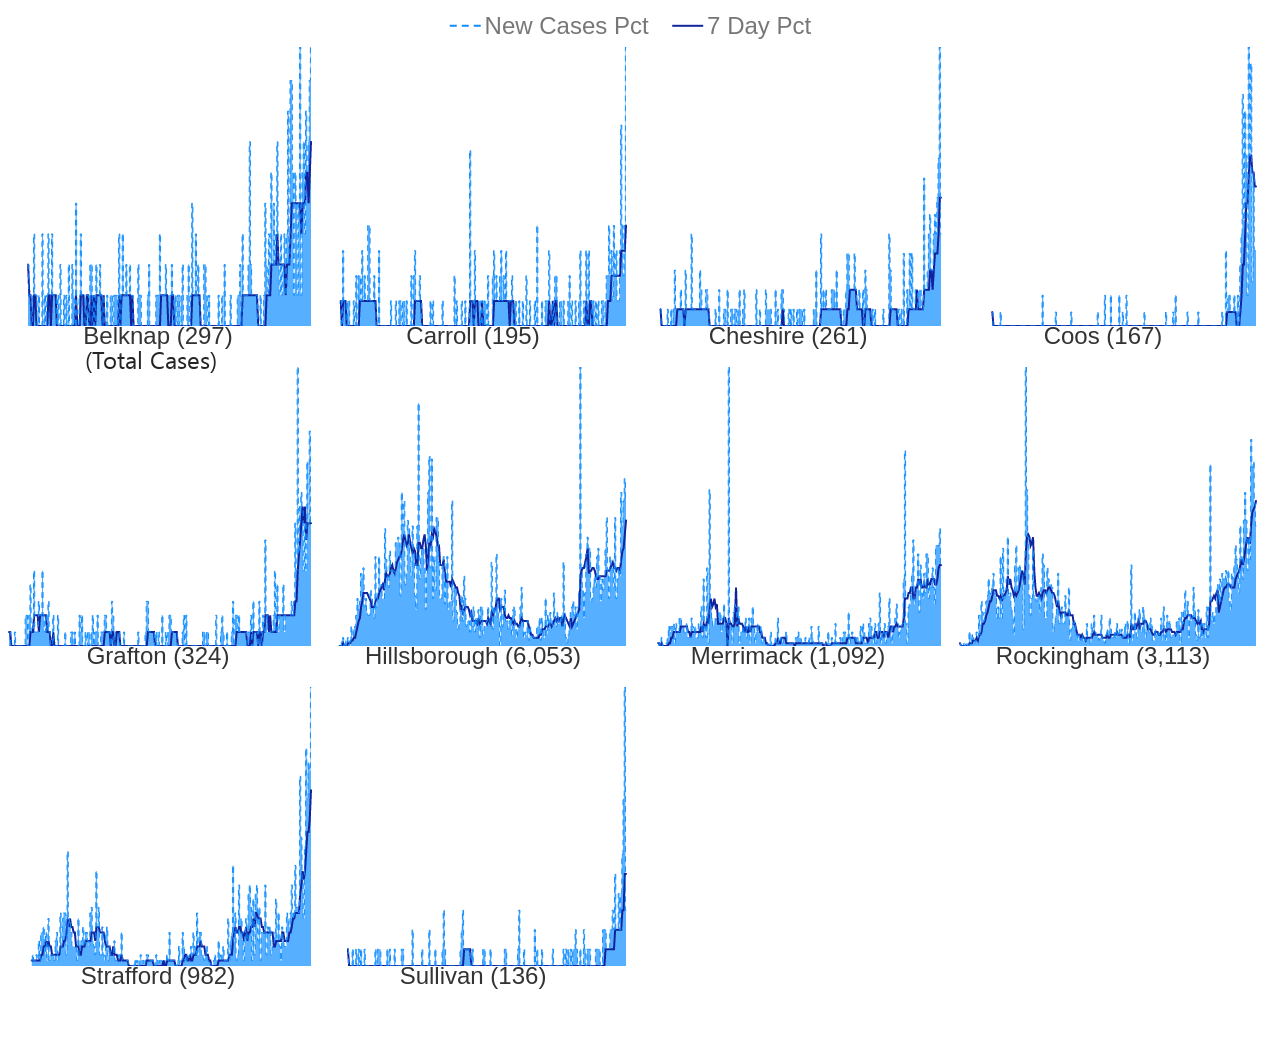 New Cases Pct 7 Day Pct
Belknap (297) Carroll (195) Cheshire (261) Coos (167)
(Total Cases)
Grafton (324) Hillsborough (6,053) Merrimack (1,092) Rockingham (3,113)
Strafford (982) Sullivan (136)